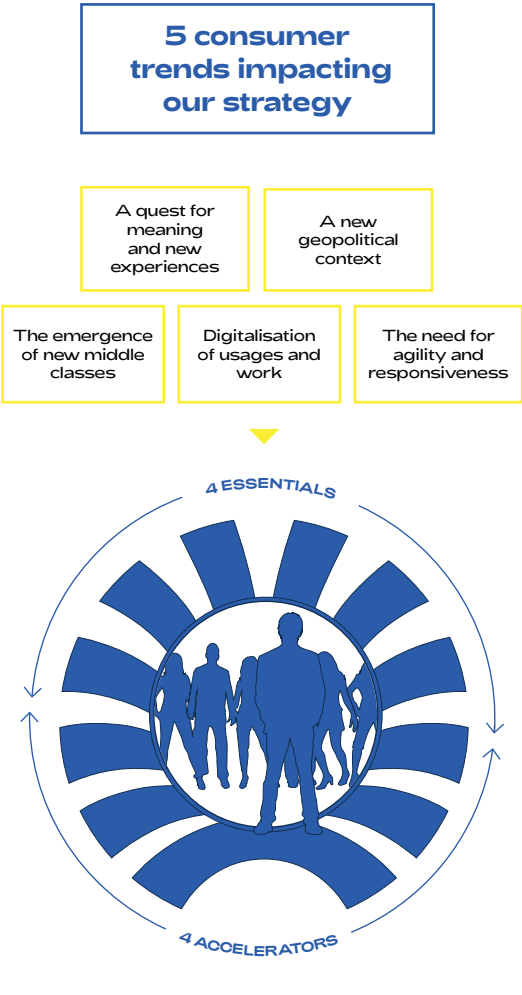 5 consumer
trends impacting
our strategy
A quest for
meaning
and new
experiences
A new
geopolitical
context
The emergence
of new middle
classes
Digitalisation
of usages and
work
The need for
agility and
responsiveness
4 ESSENTIALS
4 ACCELERATORS